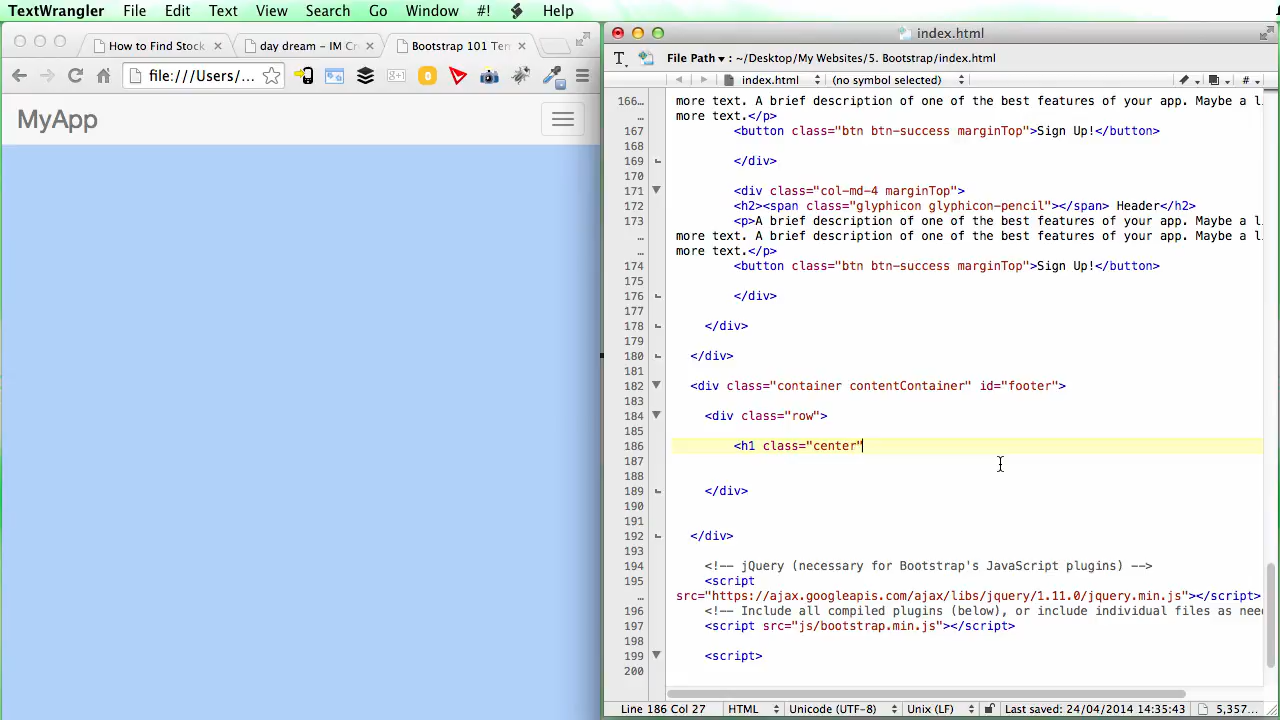 TextWrangler File Edit Text View Search Go Window #! Help
How to Find Stock
day dream – IM Cr
Bootstrap 101 Tem
file:///Users/...
MyApp
index.html
File Path ▾ : ~/Desktop/My Websites/5. Bootstrap/index.html
index.html (no symbol selected)
166… more text. A brief description of one of the best features of your app. Maybe a li
… more text.</p>
167 <button class="btn btn-success marginTop">Sign Up!</button>
168
169 </div>
170
171 <div class="col-md-4 marginTop">
172 <h2><span class="glyphicon glyphicon-pencil"></span> Header</h2>
173 <p>A brief description of one of the best features of your app. Maybe a l
… more text. A brief description of one of the best features of your app. Maybe a li
… more text.</p>
174 <button class="btn btn-success marginTop">Sign Up!</button>
175
176 </div>
177
178 </div>
179
180 </div>
181
182 <div class="container contentContainer" id="footer">
183
184 <div class="row">
185
186 <h1 class="center"
187
188
189 </div>
190
191
192 </div>
193
194 <!-- jQuery (necessary for Bootstrap's JavaScript plugins) -->
195 <script
… src="https://ajax.googleapis.com/ajax/libs/jquery/1.11.0/jquery.min.js"></script>
196 <!-- Include all compiled plugins (below), or include individual files as nee
197 <script src="js/bootstrap.min.js"></script>
198
199 <script>
200
Line 186 Col 27 HTML Unicode (UTF-8) Unix (LF) Last saved: 24/04/2014 14:35:43 5,357…